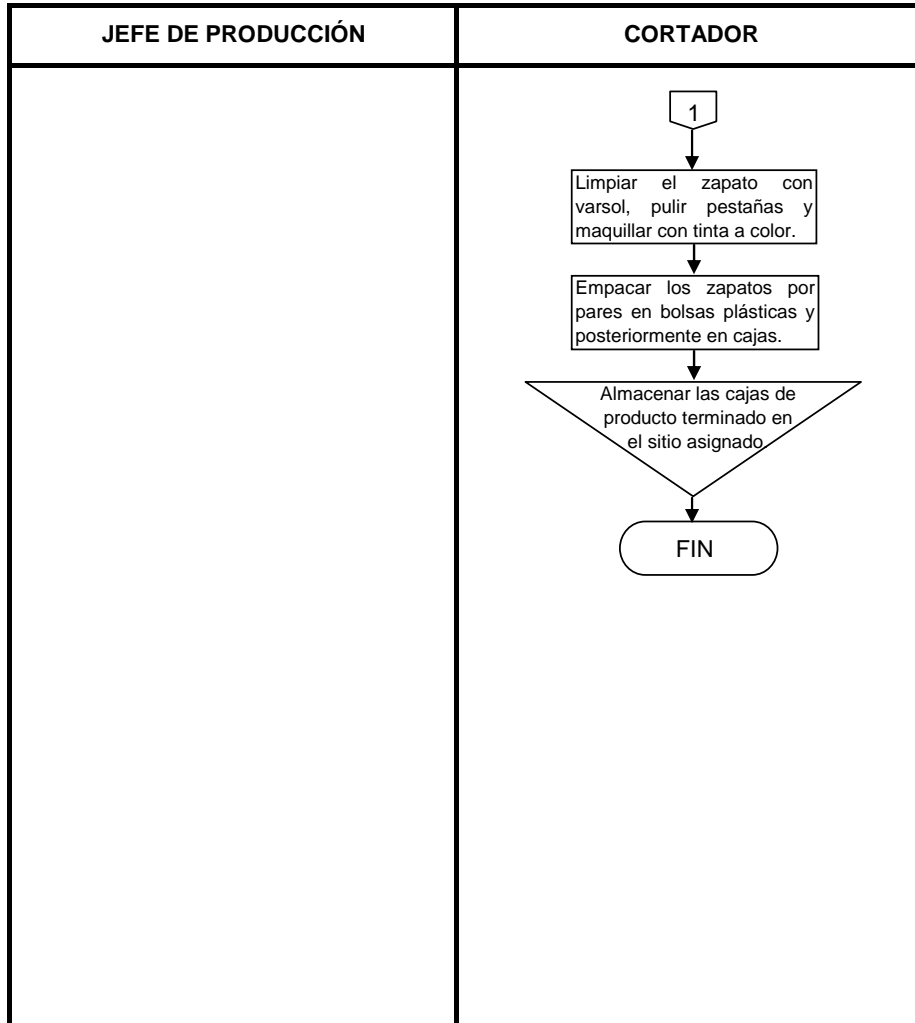 JEFE DE PRODUCCIÓN
CORTADOR
1
Limpiar el zapato con
varsol, pulir pestañas y
maquillar con tinta a color.
Empacar los zapatos por
pares en bolsas plásticas y
posteriormente en cajas.
Almacenar las cajas de
producto terminado en
el sitio asignado.
FIN